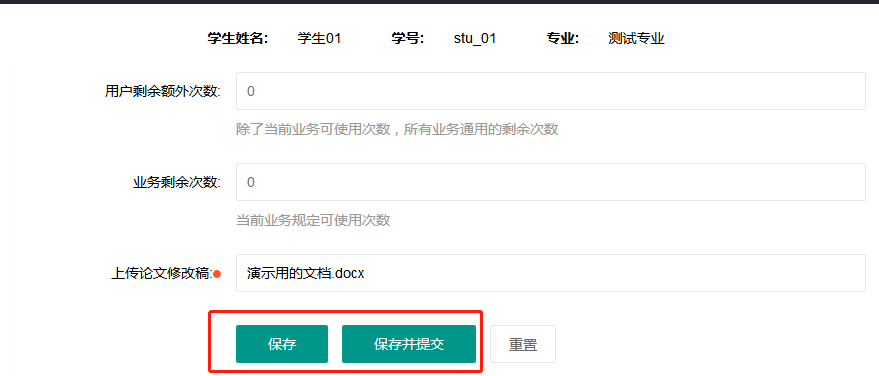 学生姓名: 学生01 学号: stu_01 专业: 测试专业
用户剩余额外次数: 0
除了当前业务可使用次数，所有业务通用的剩余次数
业务剩余次数: 0
当前业务规定可使用次数
上传论文修改稿: 演示用的文档.docx
保存 保存并提交 重置